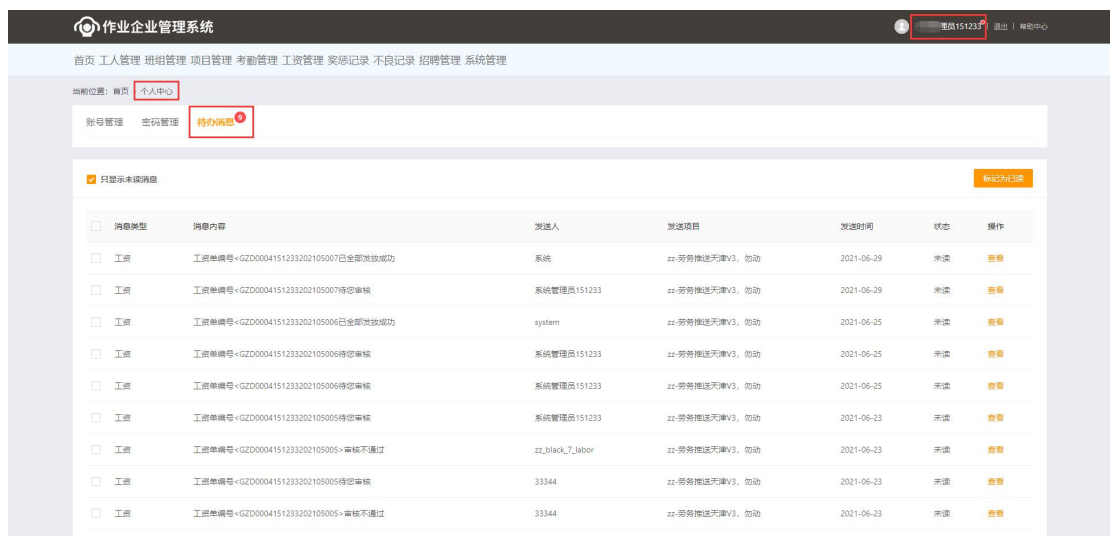 作业企业管理系统 理员151233 退出 | 帮助中心
首页 工人管理 班组管理 项目管理 考勤管理 工资管理 奖惩记录 不良记录 招聘管理 系统管理
当前位置: 首页 个人中心
账号管理 密码管理 待办消息 9
只显示未读消息 标记为已读
消息类型 消息内容 发送人 发送项目 发送时间 状态 操作
工资 工资单编号<GZD0004151233202105007已全部发放成功 系统 zz-劳务推送天津V3，勿动 2021-06-29 未读 查看
工资 工资单编号<GZD0004151233202105007待您审核 系统管理员151233 zz-劳务推送天津V3，勿动 2021-06-29 未读 查看
工资 工资单编号<GZD0004151233202105006已全部发放成功 system zz-劳务推送天津V3，勿动 2021-06-25 未读 查看
工资 工资单编号<GZD0004151233202105006待您审核 系统管理员151233 zz-劳务推送天津V3，勿动 2021-06-25 未读 查看
工资 工资单编号<GZD0004151233202105006待您审核 系统管理员151233 zz-劳务推送天津V3，勿动 2021-06-25 未读 查看
工资 工资单编号<GZD0004151233202105005待您审核 系统管理员151233 zz-劳务推送天津V3，勿动 2021-06-23 未读 查看
工资 工资单编号<GZD0004151233202105005>审核不通过 zz_black_7_labor zz-劳务推送天津V3，勿动 2021-06-23 未读 查看
工资 工资单编号<GZD0004151233202105005待您审核 33344 zz-劳务推送天津V3，勿动 2021-06-23 未读 查看
工资 工资单编号<GZD0004151233202105005>审核不通过 33344 zz-劳务推送天津V3，勿动 2021-06-23 未读 查看